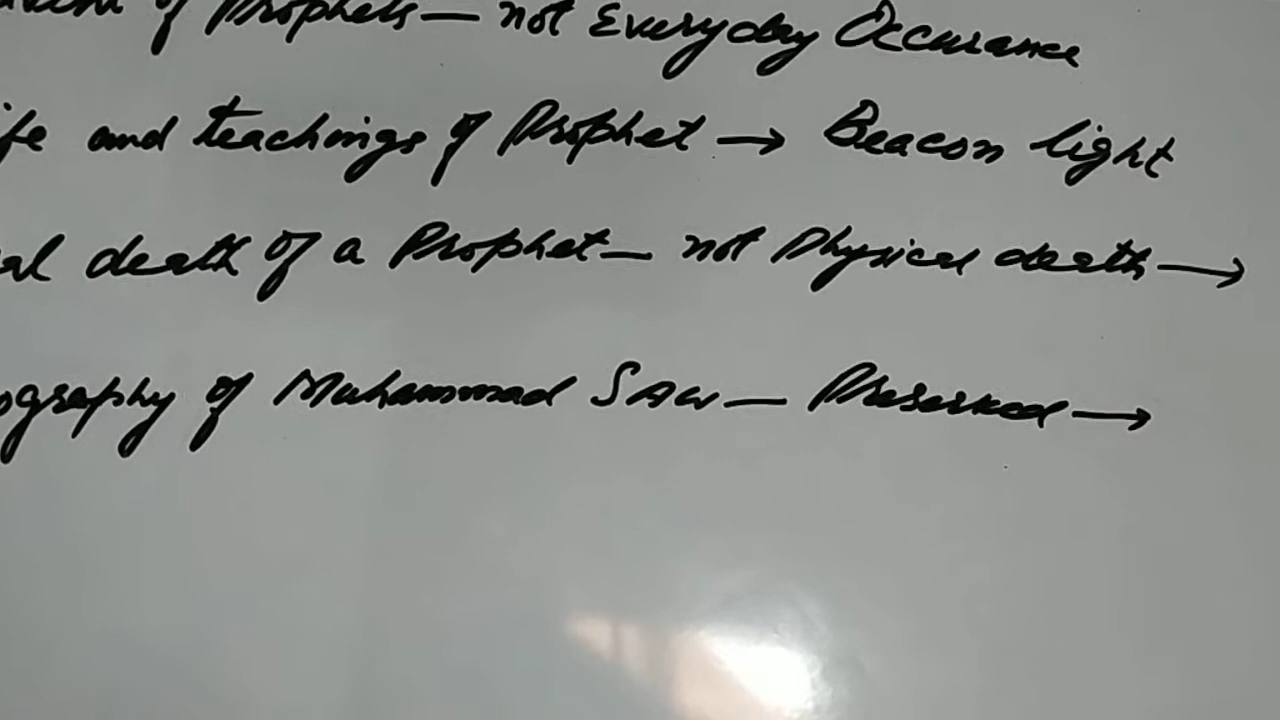 of Prophets — not Everyday Occurance
ife and teachings of Prophet → Beacon light
al death of a Prophet — not Physical death →
ography of Muhammad SAW — Preserved →